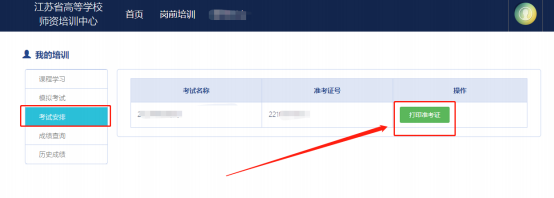 江苏省高等学校
师资培训中心
首页
岗前培训
我的培训
课程学习
模拟考试
考试安排
成绩查询
历史成绩
考试名称
准考证号
操作
2
221
打印准考证